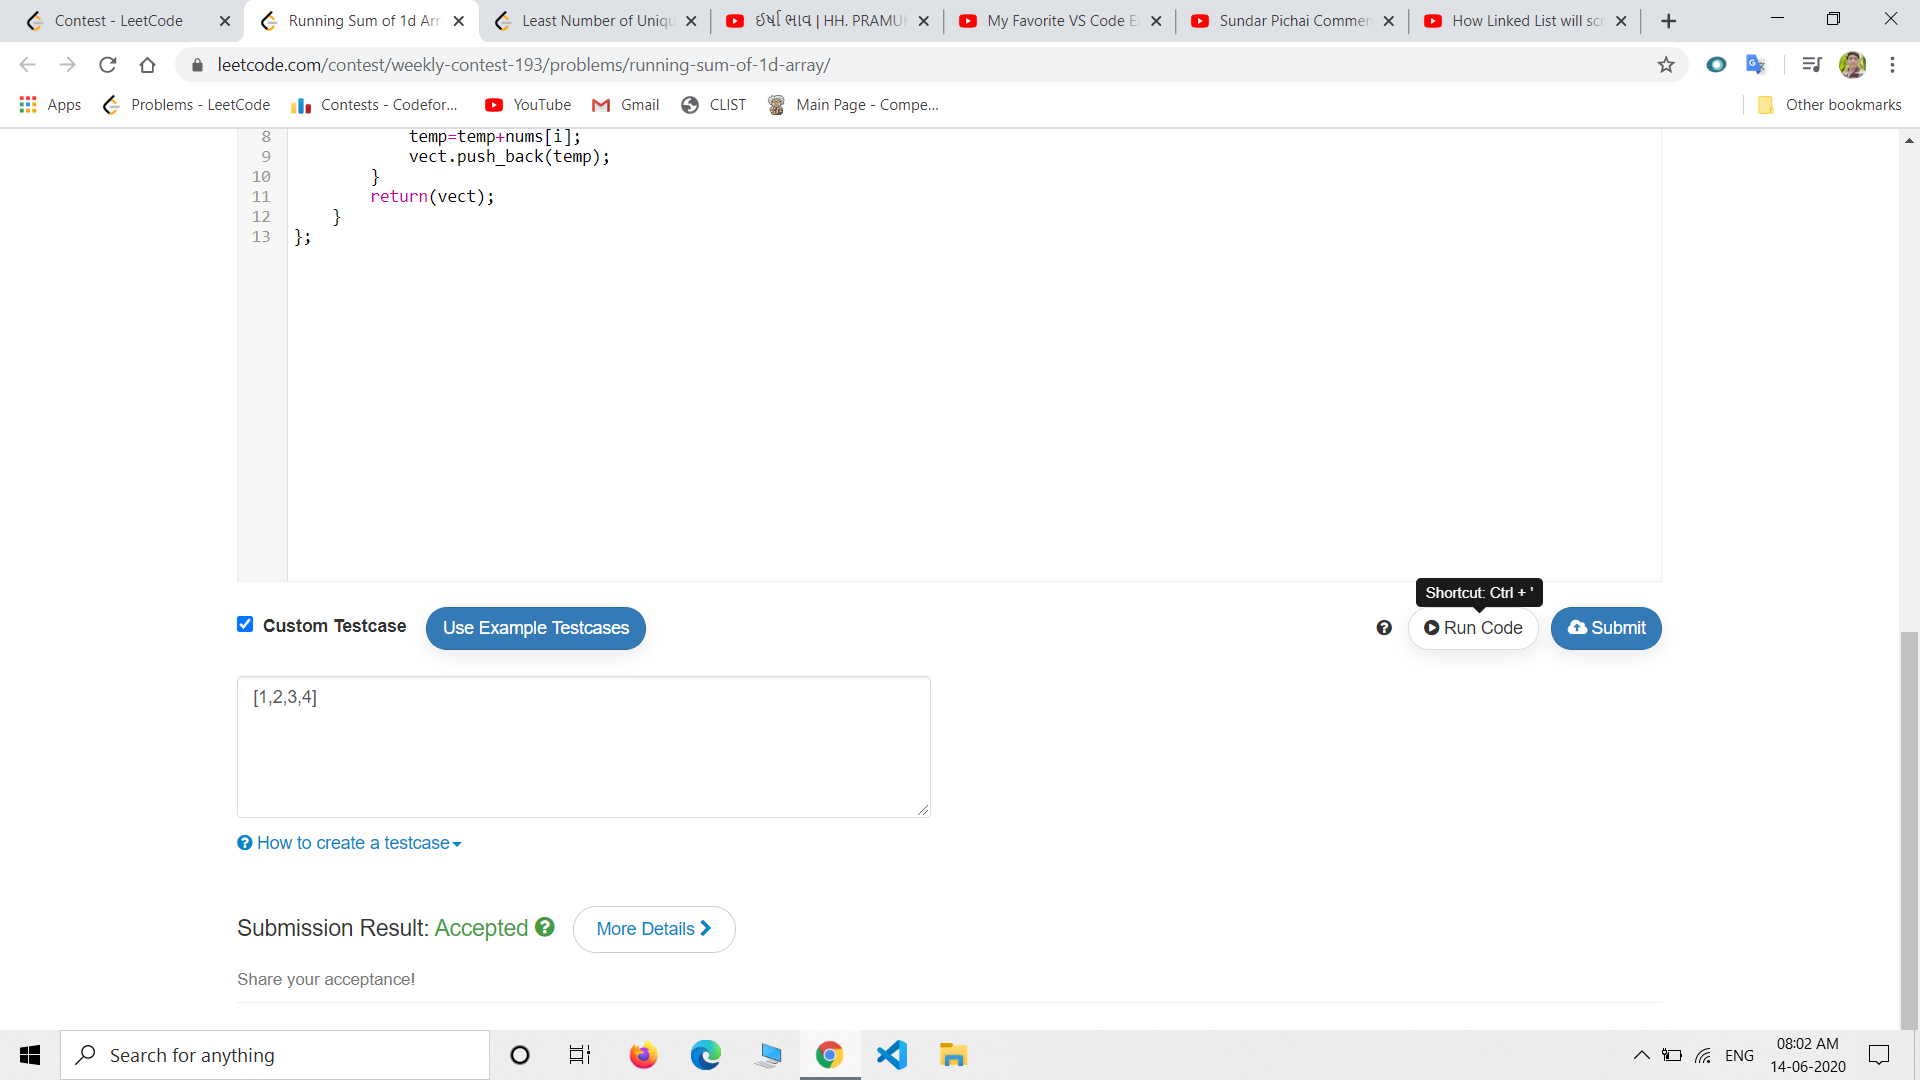 Contest - LeetCode
Running Sum of 1d Arr
Least Number of Uniqu
ઈર્ષા ભાવ | HH. PRAMU
My Favorite VS Code E
Sundar Pichai Commen
How Linked List will scr
leetcode.com/contest/weekly-contest-193/problems/running-sum-of-1d-array/
Apps
Problems - LeetCode
Contests - Codefor...
YouTube
Gmail
CLIST
Main Page - Compe...
Other bookmarks
8 temp=temp+nums[i];
9 vect.push_back(temp);
10 }
11 return(vect);
12 }
13 };
Shortcut: Ctrl + '
Custom Testcase
Use Example Testcases
Run Code
Submit
[1,2,3,4]
How to create a testcase
Submission Result: Accepted
More Details
Share your acceptance!
Search for anything
ENG
08:02 AM
14-06-2020